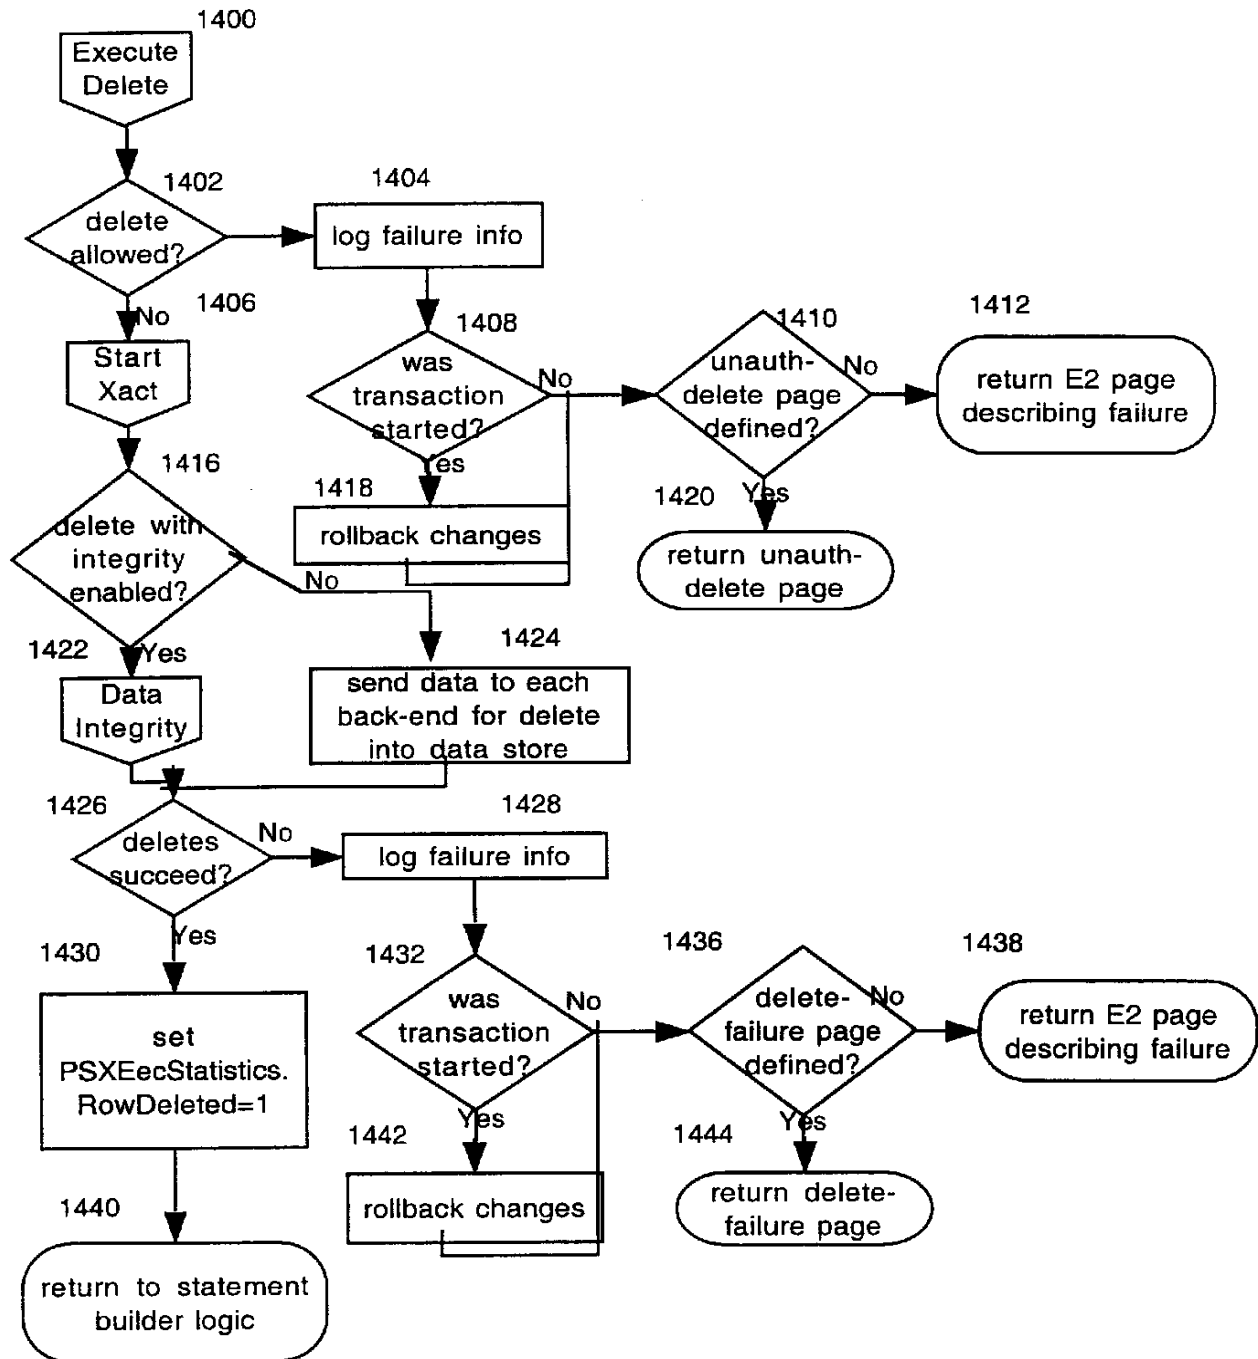 1400
Execute
Delete
1402
delete
allowed?
1404
log failure info
No
1406
Start
Xact
1408
was
transaction
started?
No
Yes
1410
unauth-
delete page
defined?
No
Yes
1412
return E2 page
describing failure
1416
delete with
integrity
enabled?
No
Yes
1418
rollback changes
1420
return unauth-
delete page
1422
Data
Integrity
1424
send data to each
back-end for delete
into data store
1426
deletes
succeed?
No
Yes
1428
log failure info
1430
set
PSXEecStatistics.
RowDeleted=1
1432
was
transaction
started?
No
Yes
1436
delete-
failure page
defined?
No
Yes
1438
return E2 page
describing failure
1440
return to statement
builder logic
1442
rollback changes
1444
return delete-
failure page